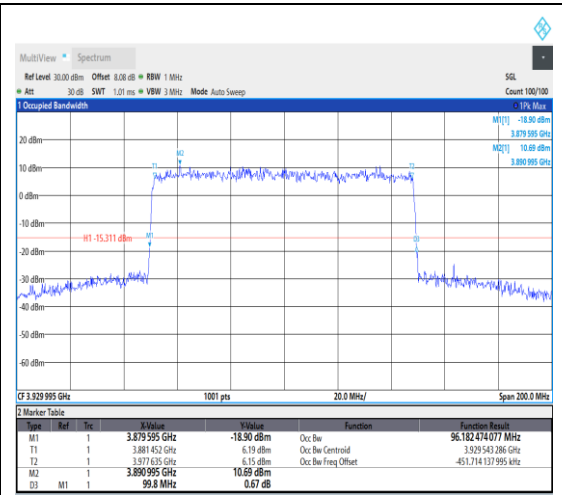 MultiView Spectrum
Ref Level 30.00 dBm Offset 8.08 dB RBW 1 MHz SGL
Att 30 dB SWT 1.01 ms VBW 3 MHz Mode Auto Sweep Count 100/100
1 Occupied Bandwidth 1Pk Max
M1[1] -18.90 dBm
3.879 595 GHz
M2[1] 10.69 dBm
3.890 995 GHz
20 dBm
M2
T1 T2
10 dBm
0 dBm
-10 dBm
H1 -15.311 dBm M1 D3
-20 dBm
-30 dBm
-40 dBm
-50 dBm
-60 dBm
CF 3.929 995 GHz 1001 pts 20.0 MHz/ Span 200.0 MHz
2 Marker Table
Type Ref Trc X-Value Y-Value Function Function Result
M1 1 3.879 595 GHz -18.90 dBm Occ Bw 96.182 474 077 MHz
T1 1 3.881 452 GHz 6.19 dBm Occ Bw Centroid 3.929 543 286 GHz
T2 1 3.977 635 GHz 6.15 dBm Occ Bw Freq Offset -451.714 137 995 kHz
M2 1 3.890 995 GHz 10.69 dBm
D3 M1 1 99.8 MHz 0.67 dB